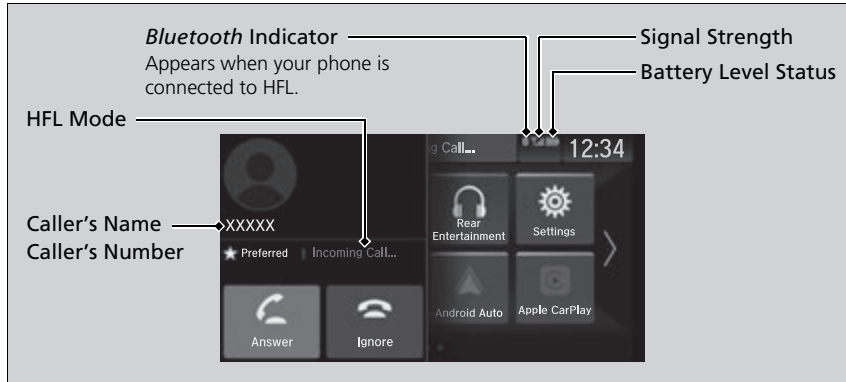 Bluetooth Indicator
Appears when your phone is
connected to HFL.
Signal Strength
Battery Level Status
HFL Mode
Caller's Name
Caller's Number
g Call...
12:34
XXXXX
Preferred | Incoming Call...
Answer
Ignore
Rear
Entertainment
Settings
Android Auto
Apple CarPlay